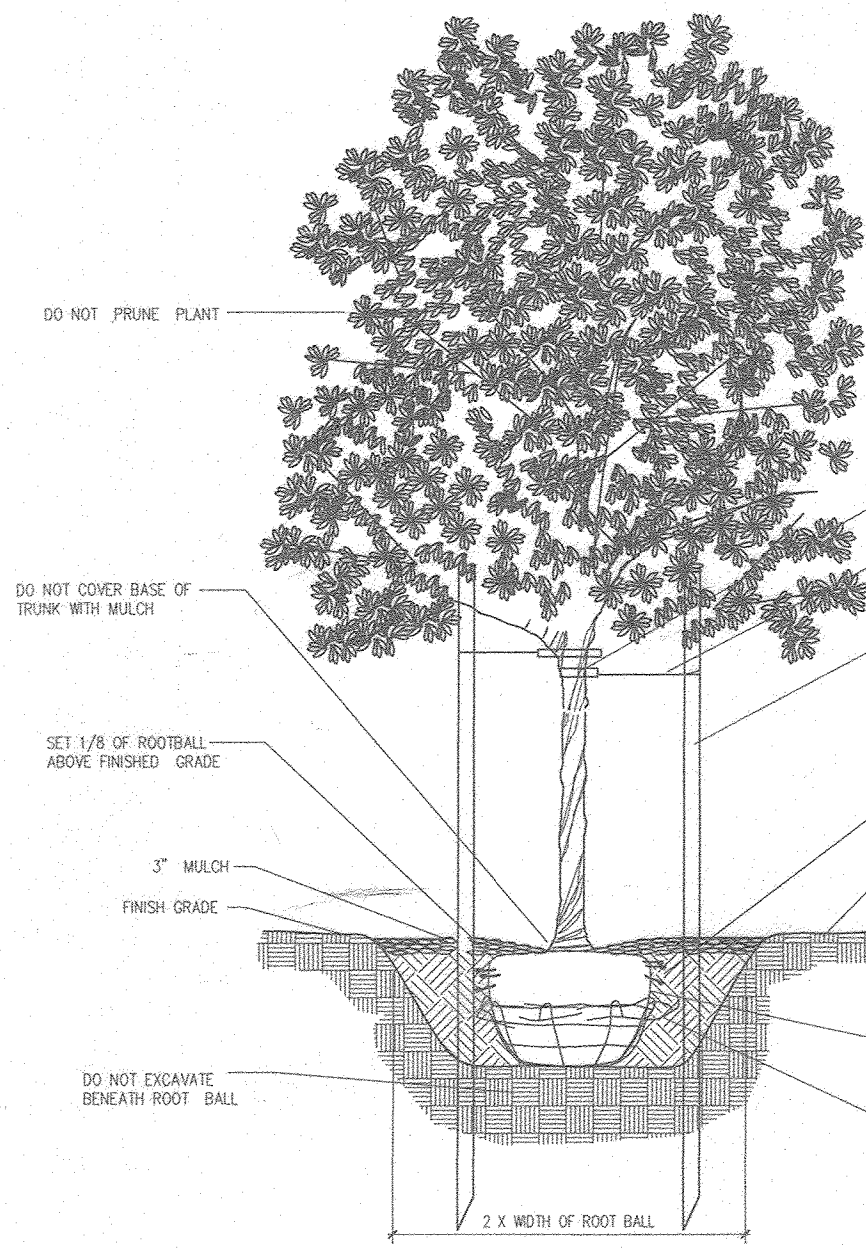 DO NOT PRUNE PLANT
DO NOT COVER BASE OF
TRUNK WITH MULCH
SET 1/8 OF ROOTBALL
ABOVE FINISHED GRADE
3" MULCH
FINISH GRADE
DO NOT EXCAVATE
BENEATH ROOT BALL
2 X WIDTH OF ROOT BALL